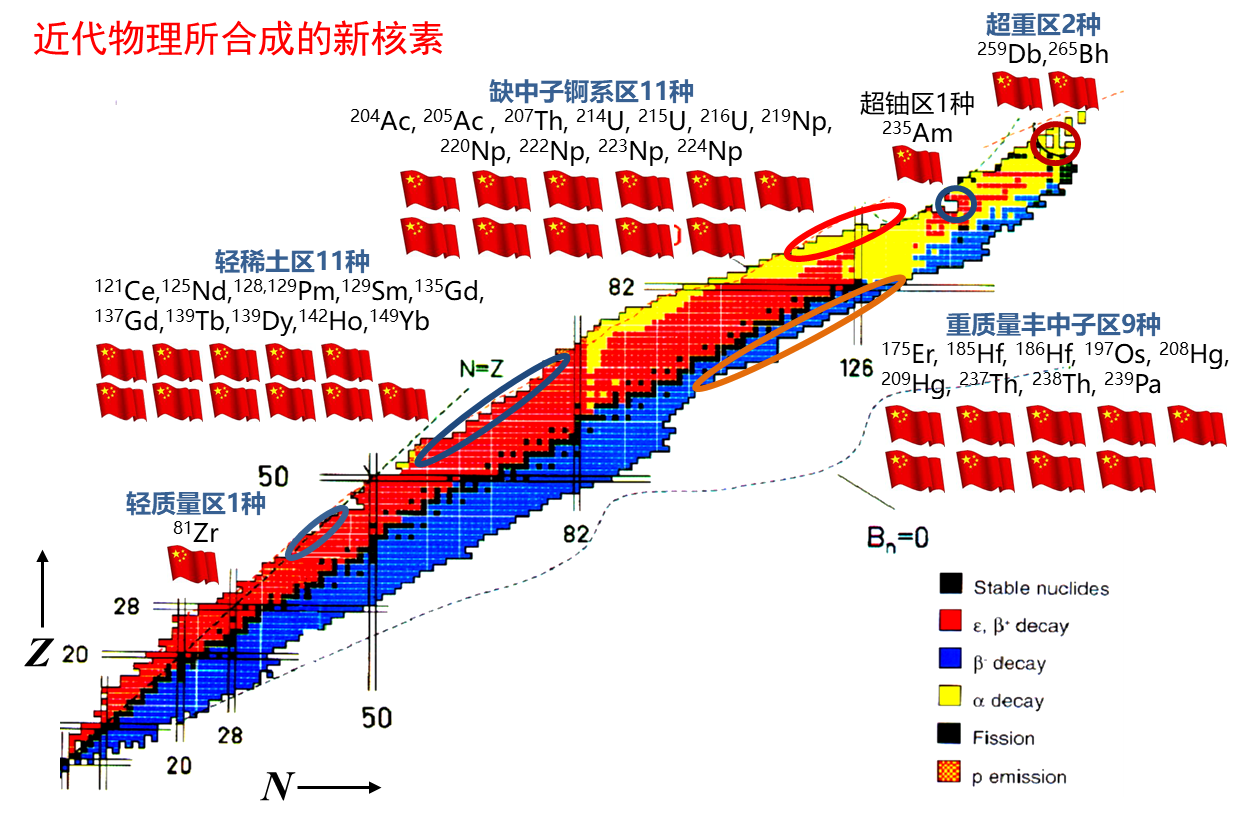 近代物理所合成的新核素
超重区2种
²⁵⁹Db,²⁶⁵Bh
缺中子锕系区11种
²⁰⁴Ac, ²⁰⁵Ac , ²⁰⁷Th, ²¹⁴U, ²¹⁵U, ²¹⁶U, ²¹⁹Np,
²²⁰Np, ²²²Np, ²²³Np, ²²⁴Np
超铀区1种
²³⁵Am
轻稀土区11种
¹²¹Ce,¹²⁵Nd,¹²⁸,¹²⁹Pm,¹²⁹Sm,¹³⁵Gd,
¹³⁷Gd,¹³⁹Tb,¹³⁹Dy,¹⁴²Ho,¹⁴⁹Yb
82
重质量丰中子区9种
¹⁷⁵Er, ¹⁸⁵Hf, ¹⁸⁶Hf, ¹⁹⁷Os, ²⁰⁸Hg,
²⁰⁹Hg, ²³⁷Th, ²³⁸Th, ²³⁹Pa
126
N=Z
50
轻质量区1种
⁸¹Zr
82
Bₙ=0
28
Z
20
50
28
20
N
Stable nuclides
ε, β⁺ decay
β⁻ decay
α decay
Fission
p emission